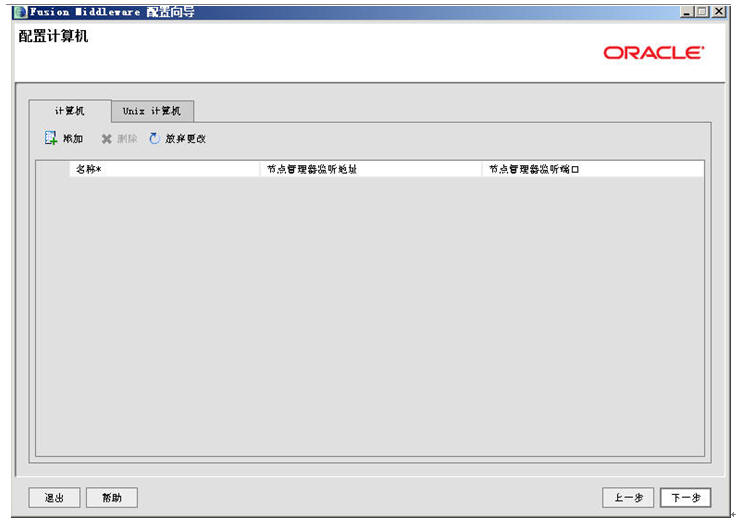 Fusion Middleware 配置向导
配置计算机
ORACLE
计算机 Unix 计算机
添加 删除 放弃更改
名称* 节点管理器监听地址 节点管理器监听端口
退出 帮助 上一步 下一步